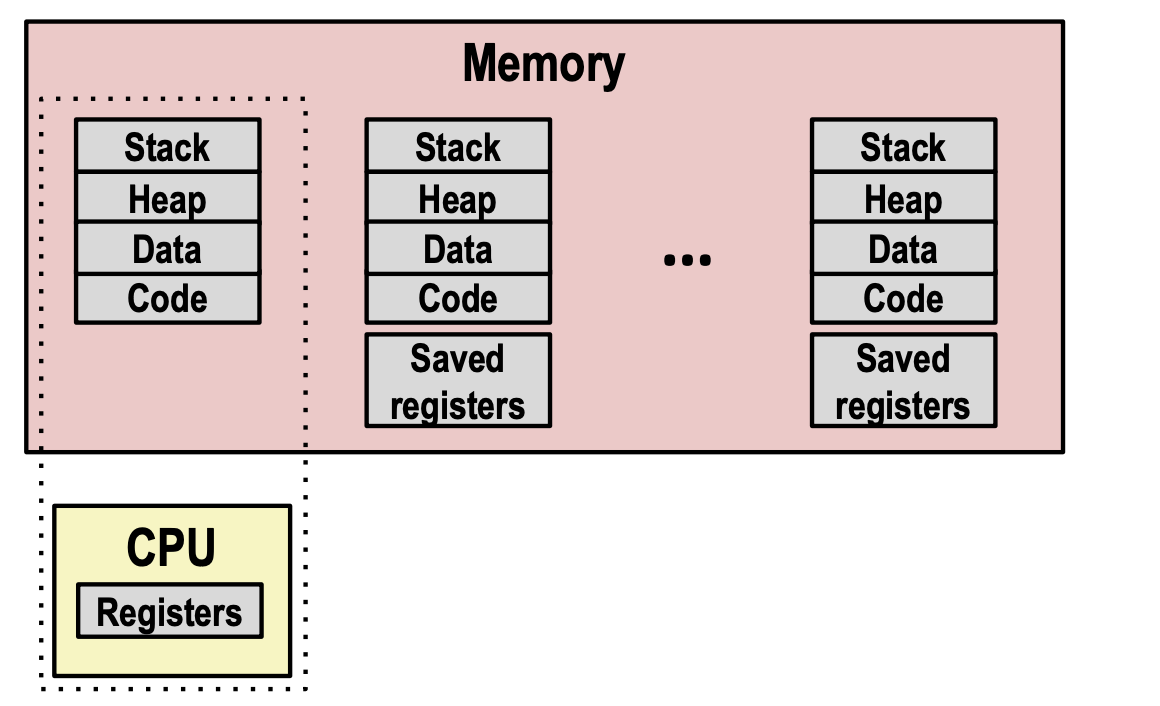 Memory
Stack
Heap
Data
Code
Stack
Heap
Data
Code
Saved
registers
...
Stack
Heap
Data
Code
Saved
registers
CPU
Registers